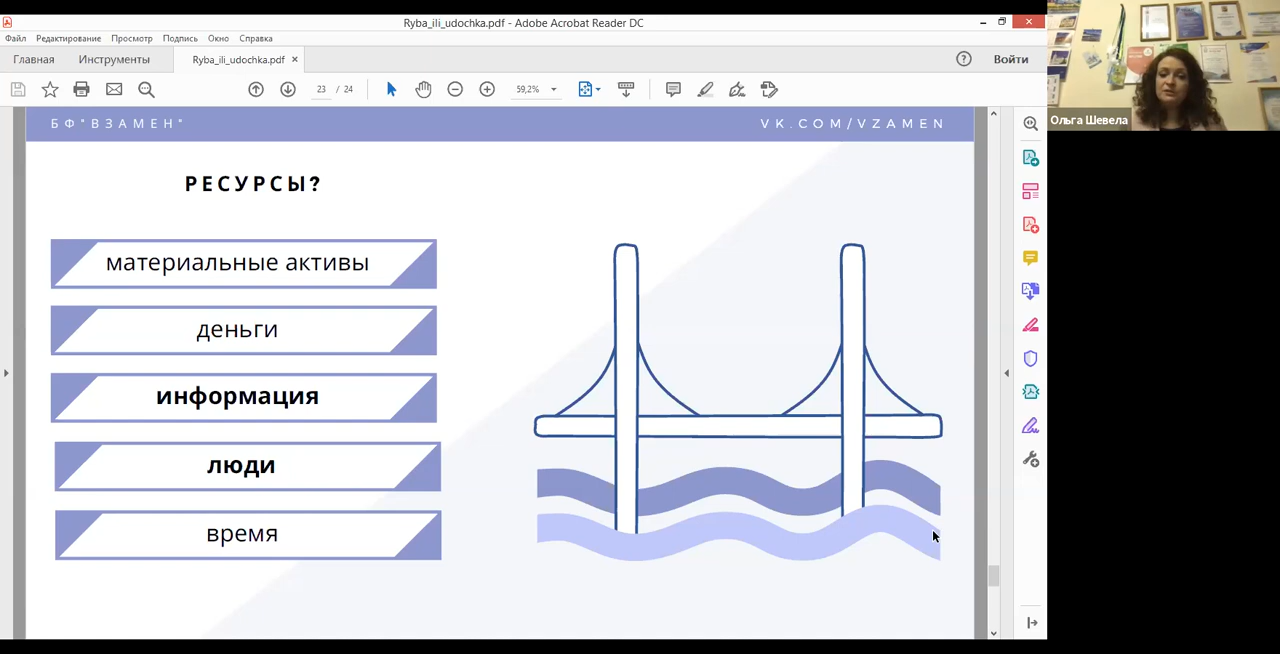 Ryba_ili_udochka.pdf - Adobe Acrobat Reader DC
Файл Редактирование Просмотр Подпись Окно Справка
Главная Инструменты Ryba_ili_udochka.pdf × Войти
23 / 24 59,2%
БФ"ВЗАМЕН" VK.COM/VZAMEN
РЕСУРСЫ?
материальные активы
деньги
информация
люди
время
Ольга Шевела